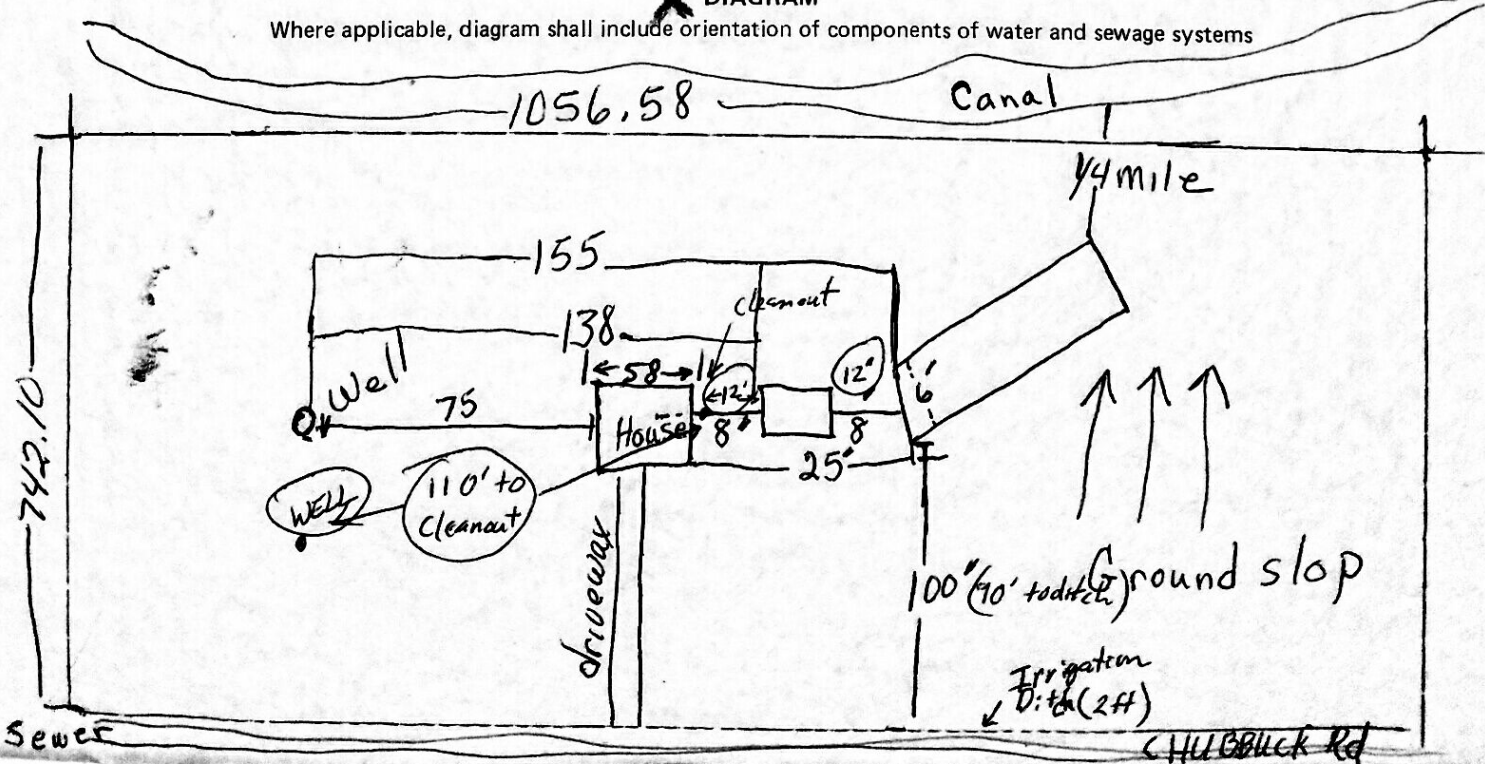 DIAGRAM
Where applicable, diagram shall include orientation of components of water and sewage systems
1056.58
Canal
1/4 mile
155
cleanout
138
Well
58
12'
12'
6'
75
House
8'
8
25'
742.10
WELL
110' to
cleanout
driveway
100' (90' to ditch)
Ground slop
Irrigation
Ditch (2ft)
Sewer
CHUBBUCK Rd